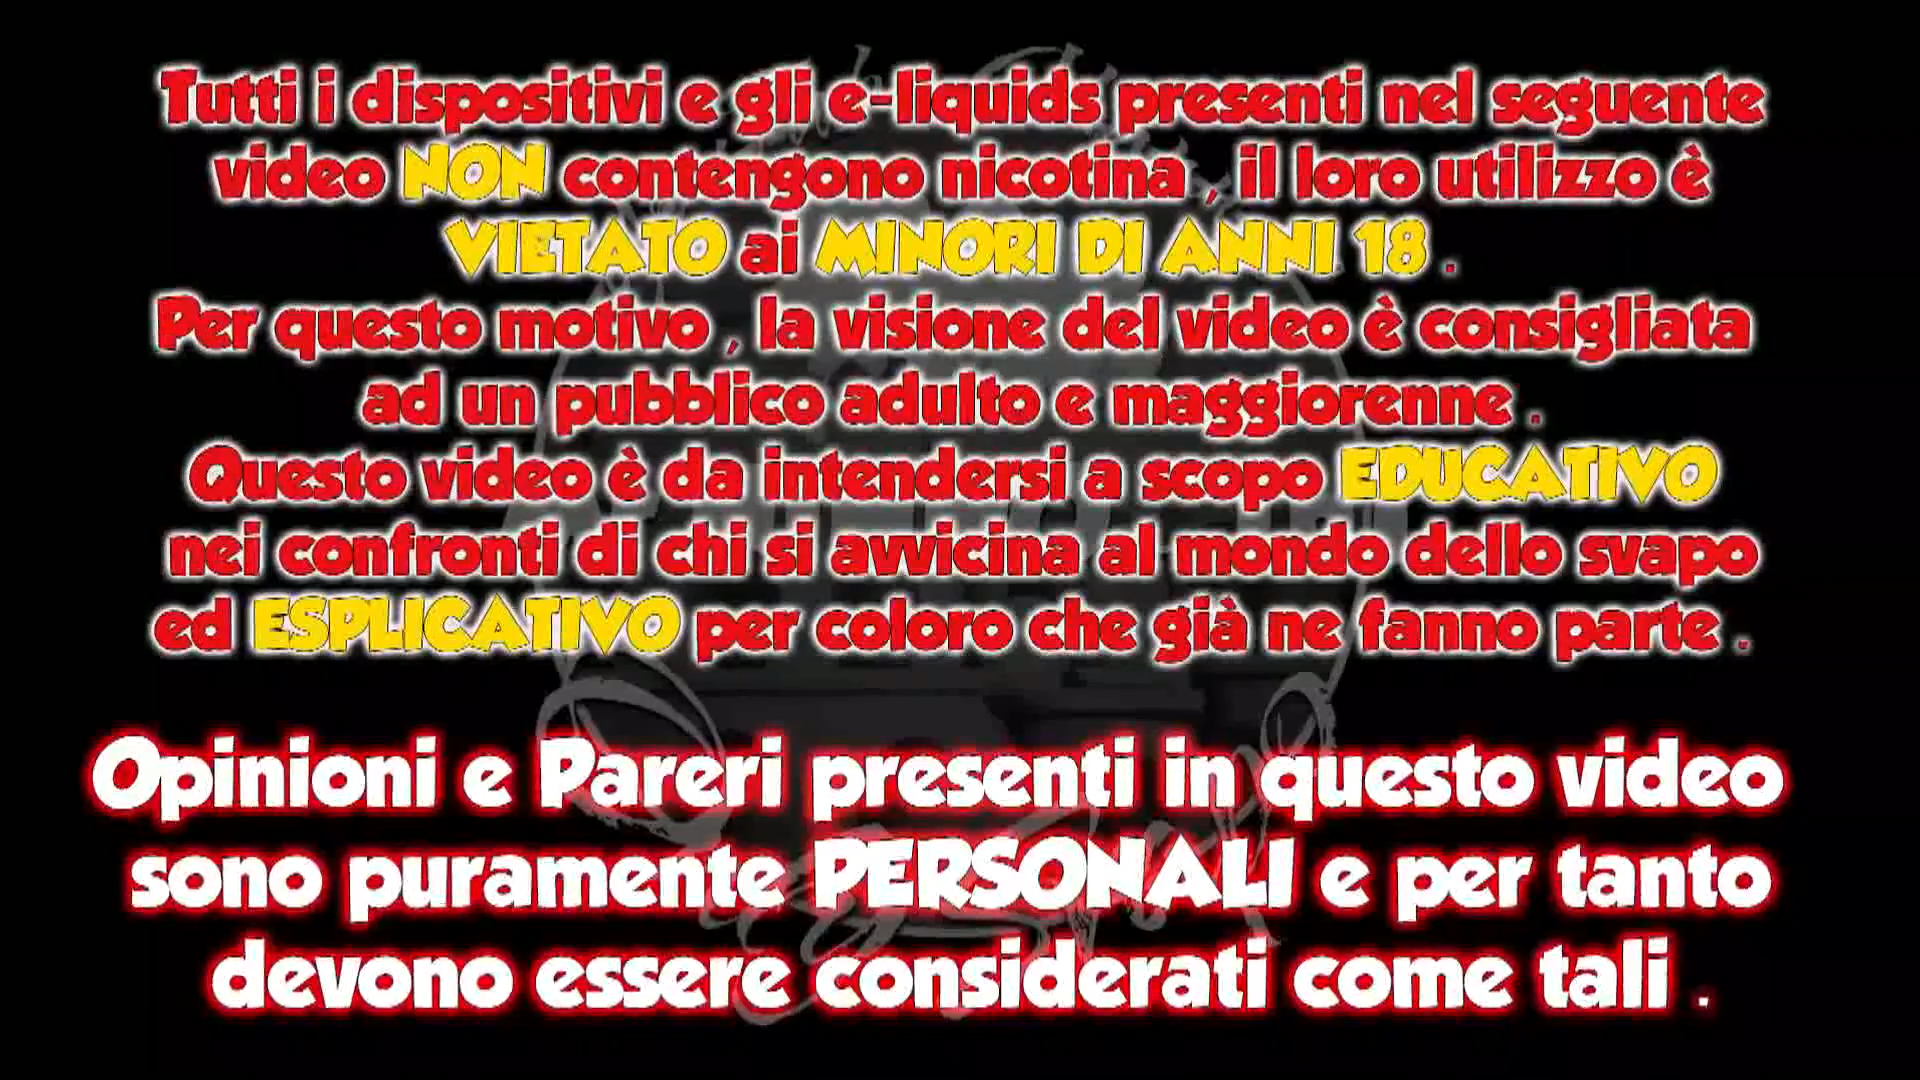 Tutti i dispositivi e gli e-liquids presenti nel seguente
video NON contengono nicotina , il loro utilizzo è
VIETATO ai MINORI DI ANNI 18 .
Per questo motivo , la visione del video è consigliata
ad un pubblico adulto e maggiorenne .
Questo video è da intendersi a scopo EDUCATIVO
nei confronti di chi si avvicina al mondo dello svapo
ed ESPLICATIVO per coloro che già ne fanno parte .
Opinioni e Pareri presenti in questo video
sono puramente PERSONALI e per tanto
devono essere considerati come tali .